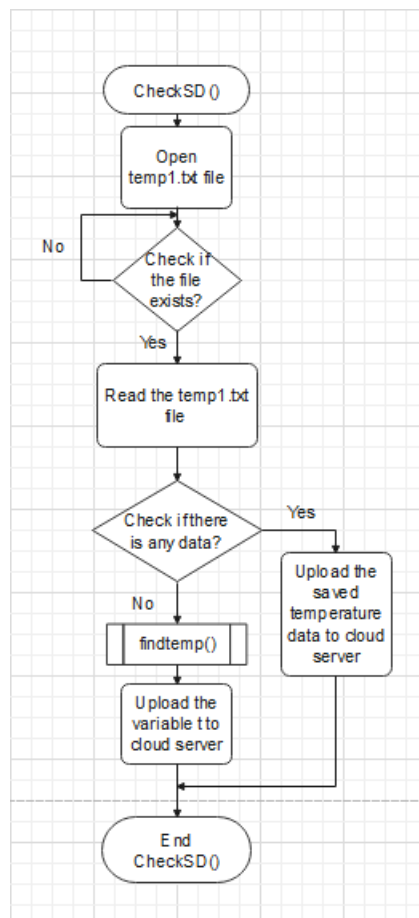 CheckSD()
Open
temp1.txt file
No
Check if
the file
exists?
Yes
Read the temp1.txt
file
Check if there
is any data?
Yes
No
Upload the
saved
temperature
data to cloud
server
findtemp()
Upload the
variable t to
cloud server
End
CheckSD()